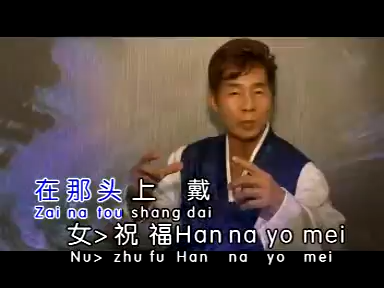 在那头上 戴
Zai na tou shang dai
女>祝福Han na yo mei
Nu> zhu fu Han na yo mei